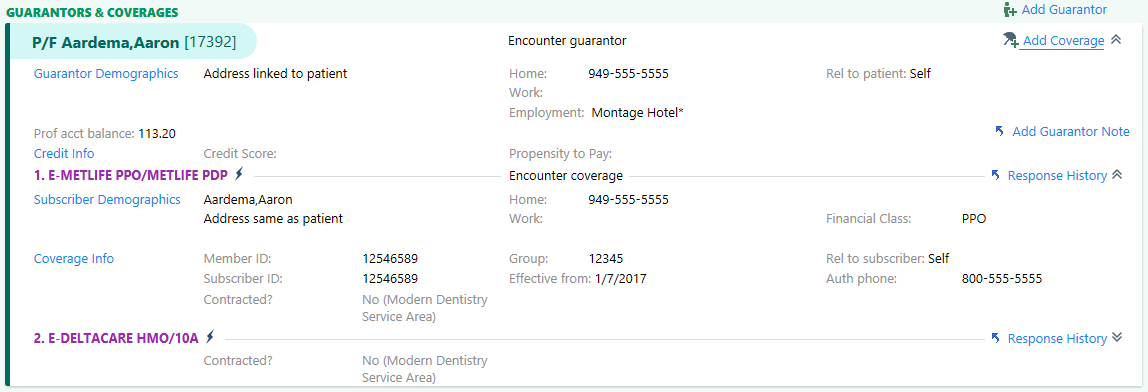 GUARANTORS & COVERAGES Add Guarantor
P/F Aardema,Aaron [17392] Encounter guarantor Add Coverage
Guarantor Demographics Address linked to patient Home: 949-555-5555 Rel to patient: Self
Work:
Employment: Montage Hotel*
Prof acct balance: 113.20 Add Guarantor Note
Credit Info Credit Score: Propensity to Pay:
1. E-METLIFE PPO/METLIFE PDP Encounter coverage Response History
Subscriber Demographics Aardema,Aaron Home: 949-555-5555
Address same as patient Work: Financial Class: PPO
Coverage Info Member ID: 12546589 Group: 12345 Rel to subscriber: Self
Subscriber ID: 12546589 Effective from: 1/7/2017 Auth phone: 800-555-5555
Contracted? No (Modern Dentistry
Service Area)
2. E-DELTACARE HMO/10A Response History
Contracted? No (Modern Dentistry
Service Area)